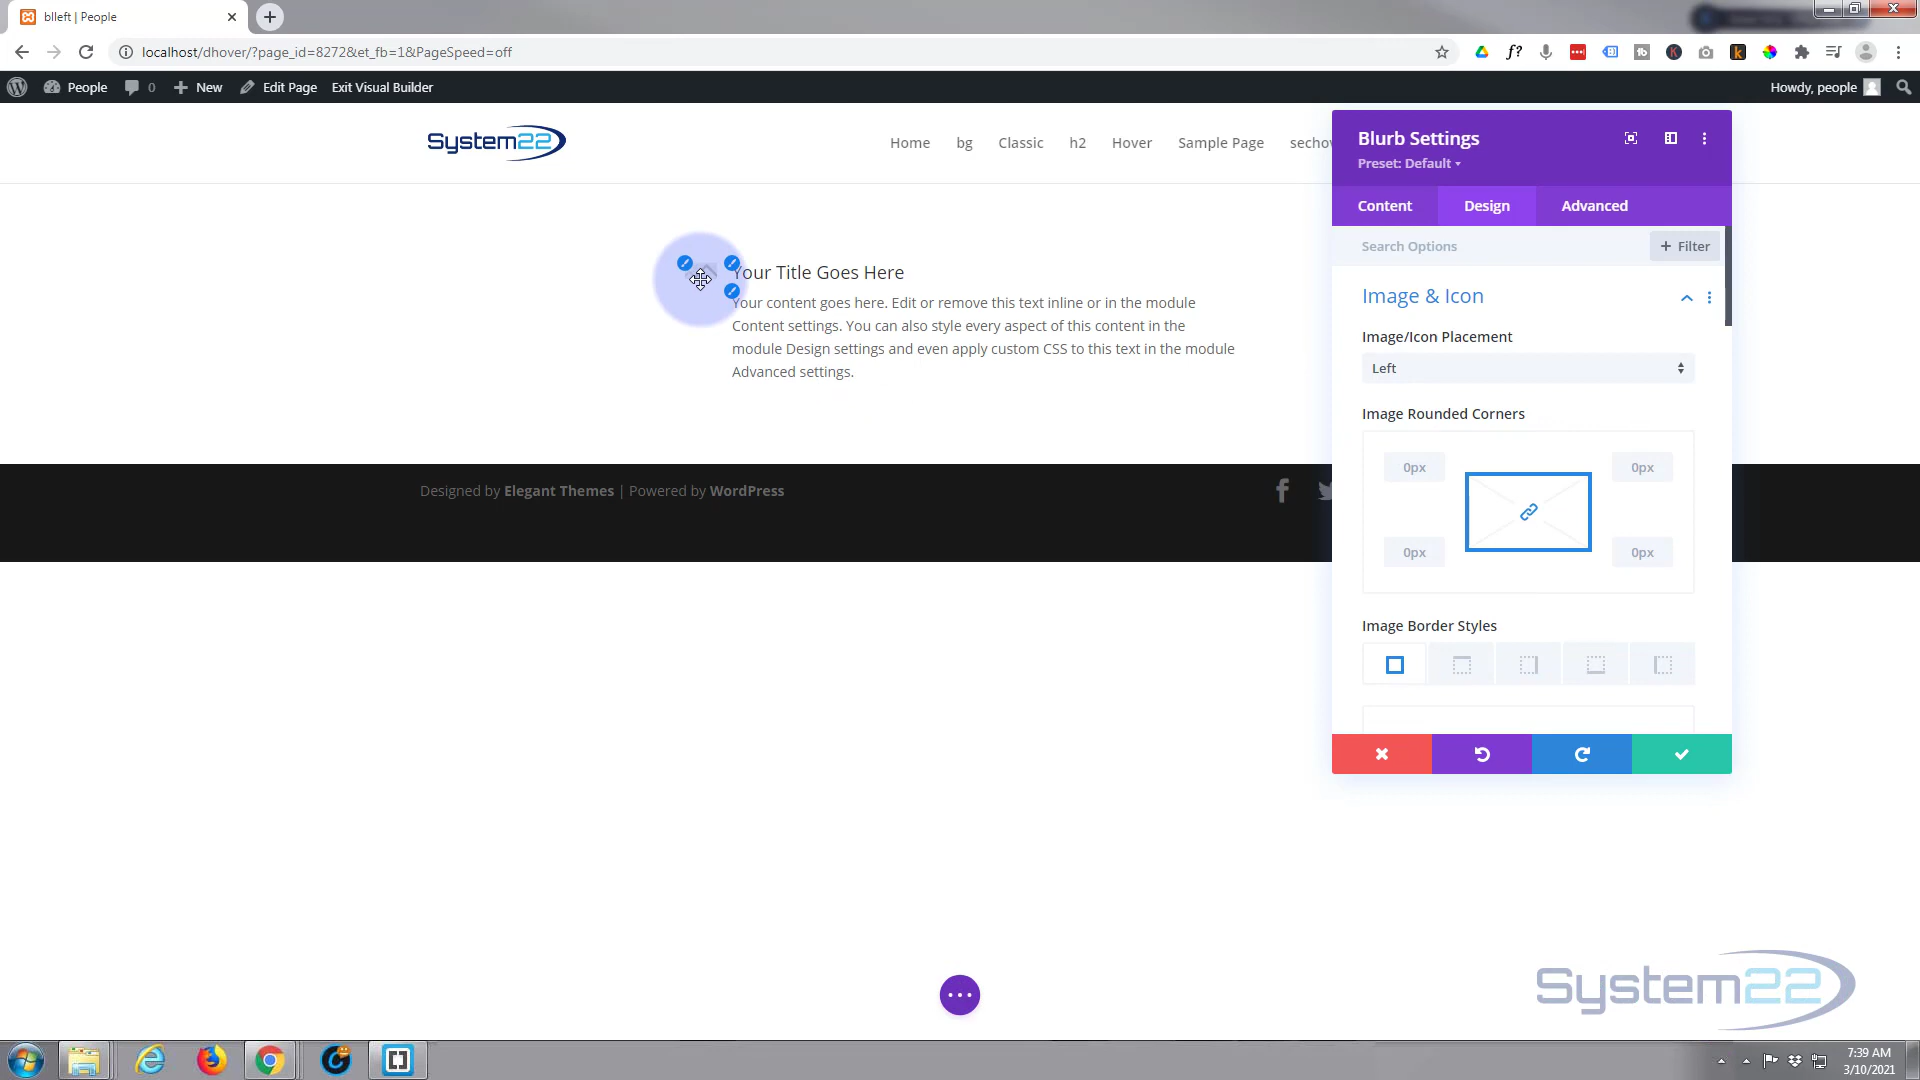 blleft | People
localhost/dhover/?page_id=8272&et_fb=1&PageSpeed=off
People
0
New
Edit Page
Exit Visual Builder
Howdy, people
System22
Home
bg
Classic
h2
Hover
Sample Page
sechov
Blurb Settings
Preset: Default
Content
Design
Advanced
Search Options
+ Filter
Image & Icon
Image/Icon Placement
Left
Image Rounded Corners
0px
0px
0px
0px
Image Border Styles
Your Title Goes Here
Your content goes here. Edit or remove this text inline or in the module
Content settings. You can also style every aspect of this content in the
module Design settings and even apply custom CSS to this text in the module
Advanced settings.
Designed by Elegant Themes | Powered by WordPress
System22
7:39 AM
3/10/2021